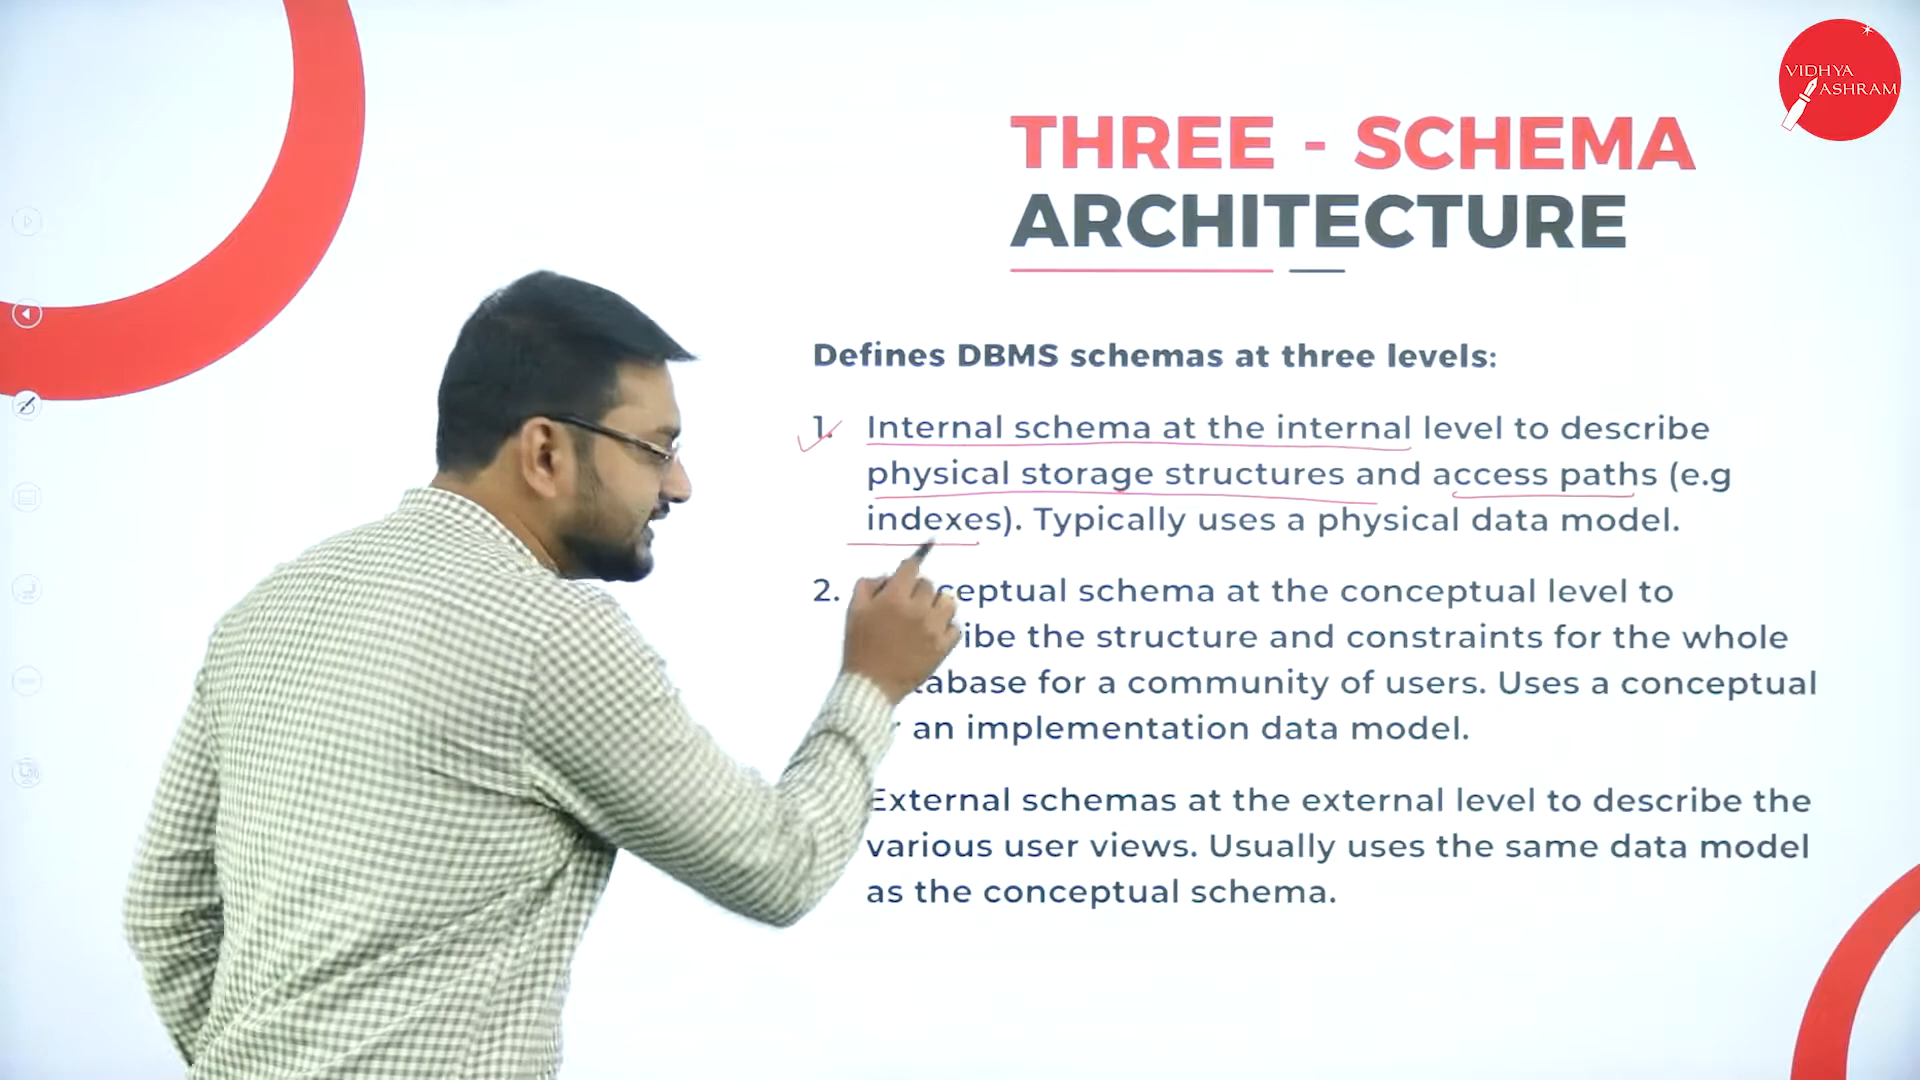 VIDHYA
ASHRAM
THREE - SCHEMA
ARCHITECTURE
Defines DBMS schemas at three levels:
1. Internal schema at the internal level to describe
physical storage structures and access paths (e.g
indexes). Typically uses a physical data model.
2. schema at the conceptual level to
the structure and constraints for the whole
for a community of users. Uses a conceptual
an implementation data model.
External schemas at the external level to describe the
various user views. Usually uses the same data model
as the conceptual schema.